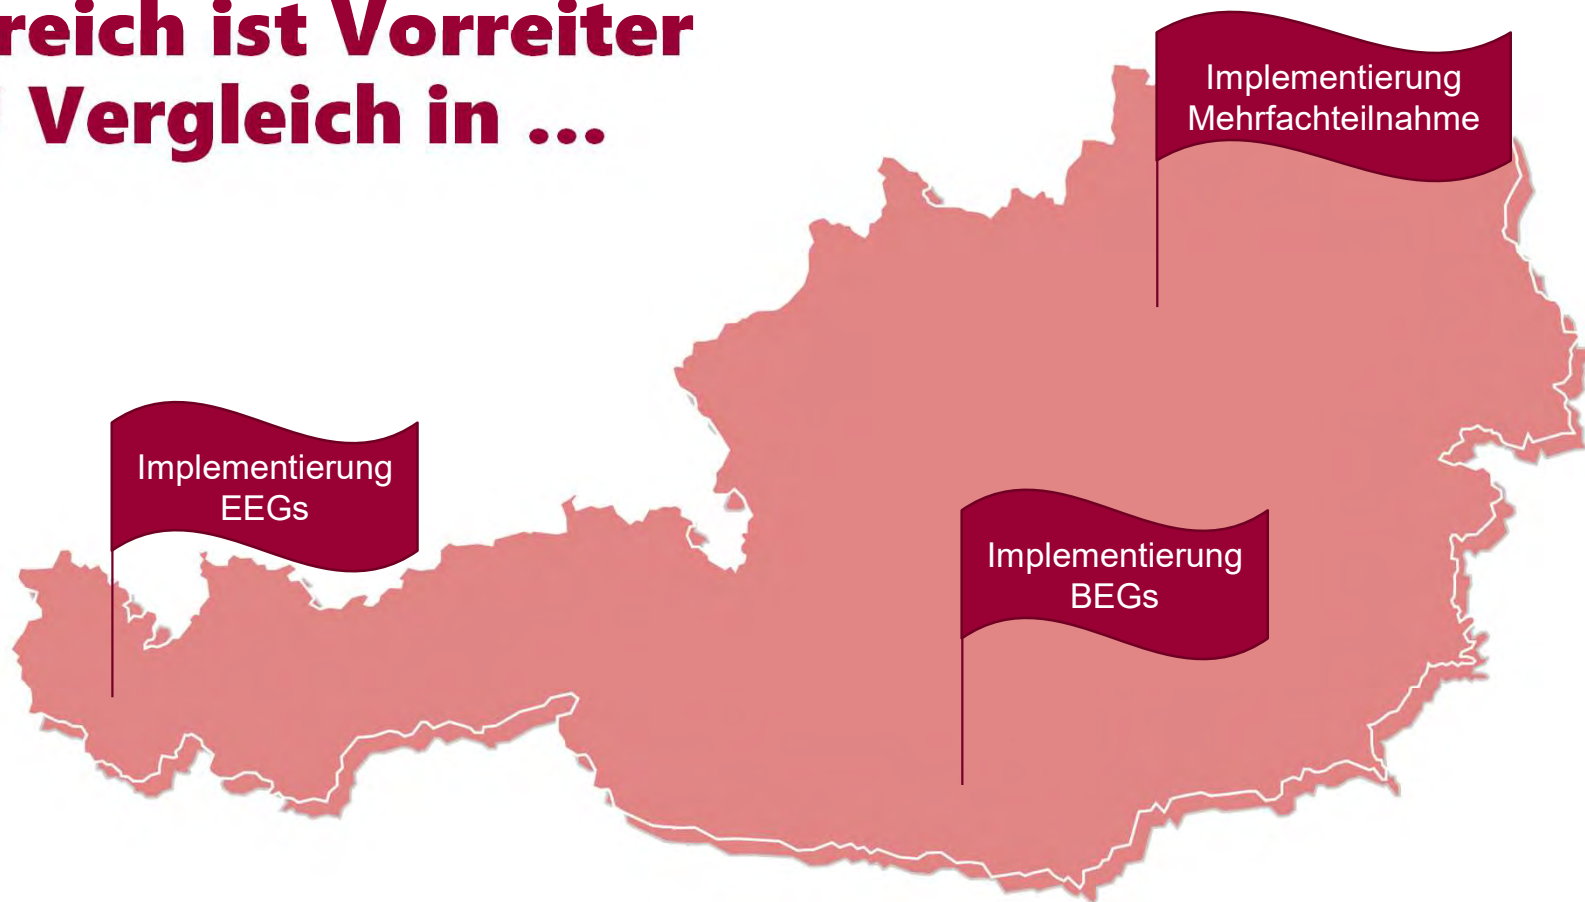 reich ist Vorreiter
Vergleich in ...
Implementierung
Mehrfachteilnahme
Implementierung
EEGs
Implementierung
BEGs